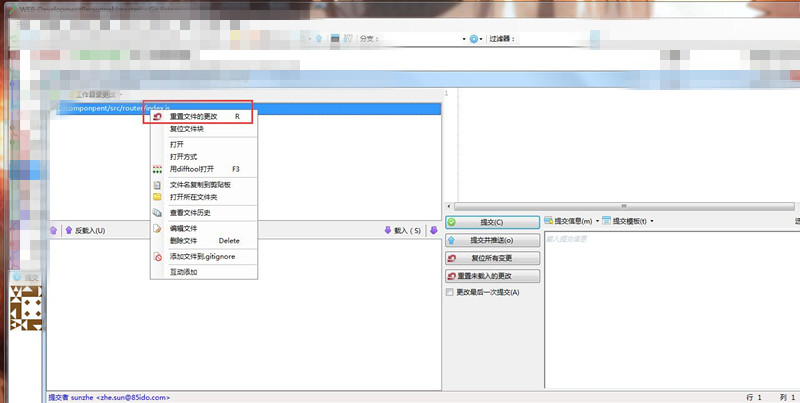 分支：
过滤器：
工作目录更改
componpent/src/router/index.js
1
重置文件的更改 R
复位文件块
打开
打开方式
用difftool打开 F3
文件名复制到剪贴板
打开所在文件夹
查看文件历史
编辑文件
删除文件 Delete
添加文件到.gitignore
互动添加
反载入(U)
载入 ( S )
提交(C)
提交信息(m)
提交模板(t)
提交并推送(o)
输入提交信息
复位所有变更
重置未载入的更改
更改最后一次提交(A)
提交
提交者 sunzhe <zhe.sun@85ido.com>
行 1 列 1